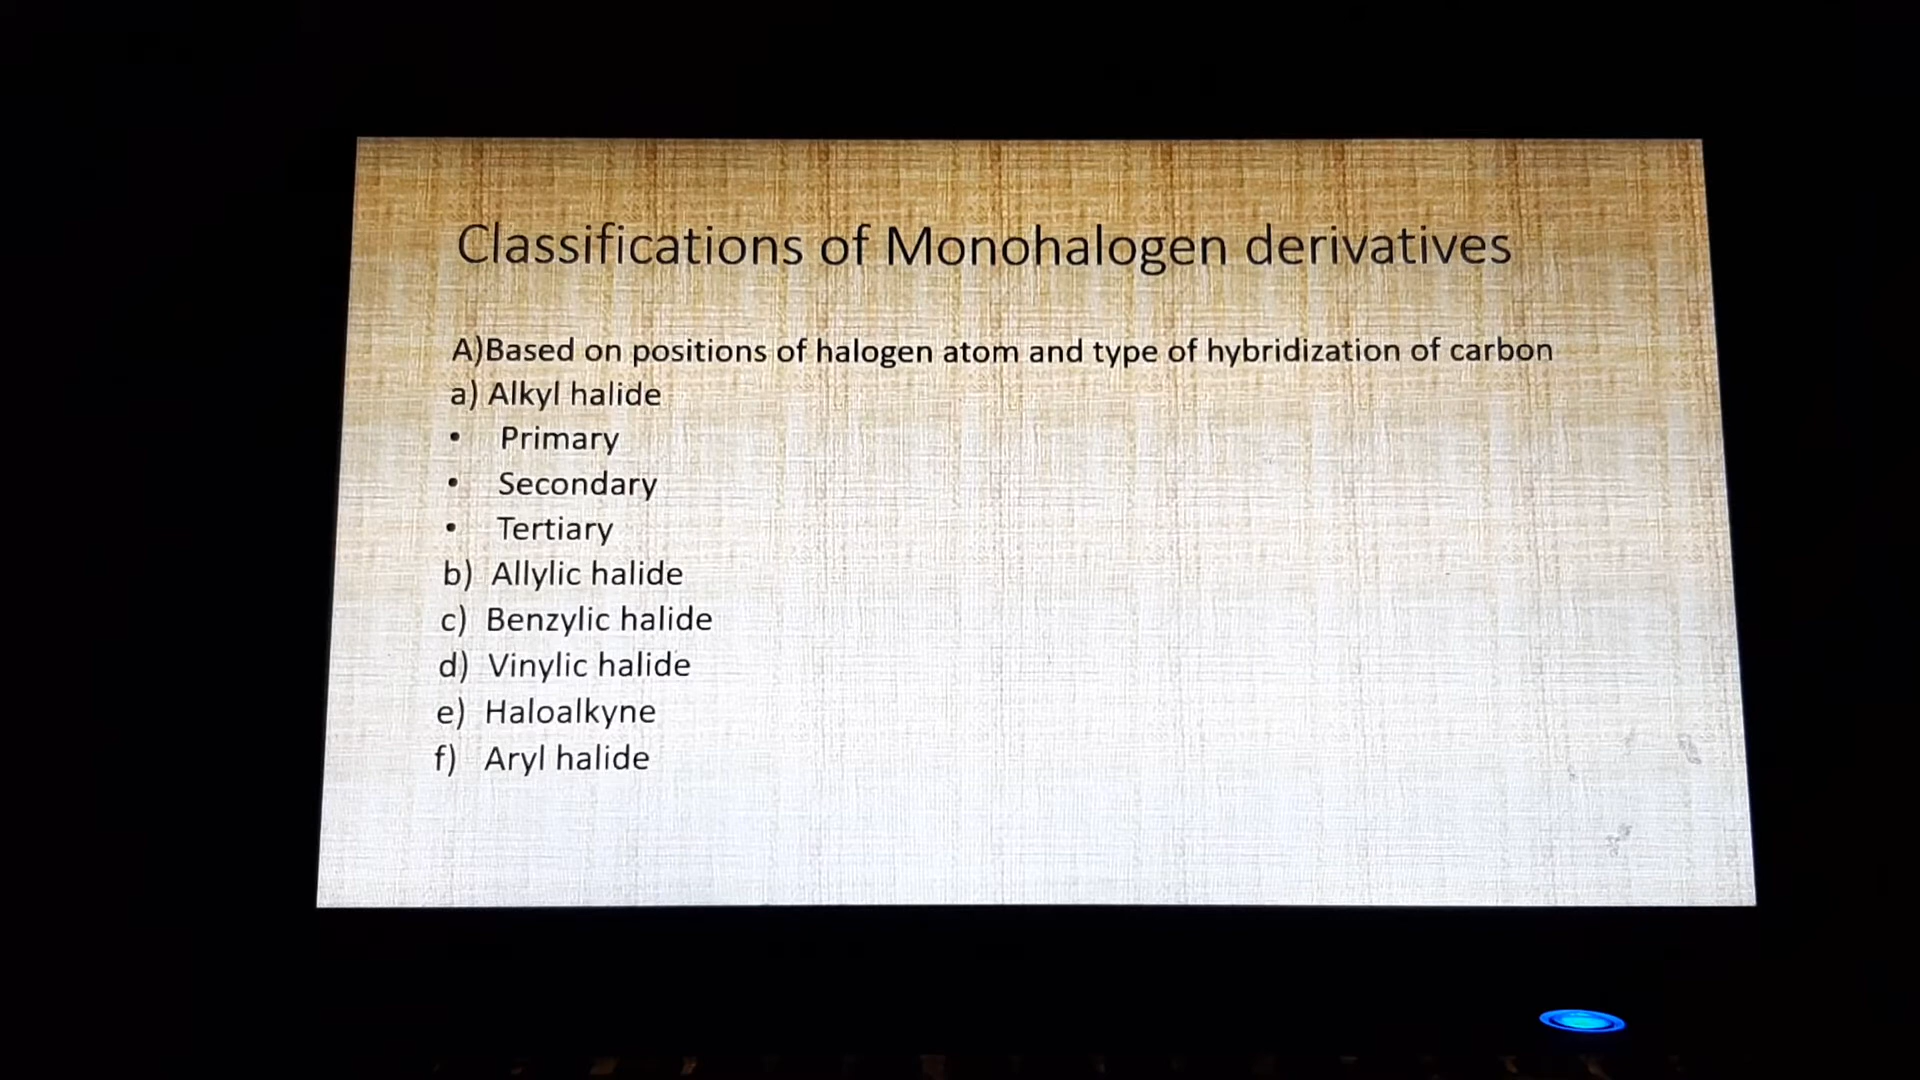 Classifications of Monohalogen derivatives
A)Based on positions of halogen atom and type of hybridization of carbon
a) Alkyl halide
• Primary
• Secondary
• Tertiary
b) Allylic halide
c) Benzylic halide
d) Vinylic halide
e) Haloalkyne
f) Aryl halide